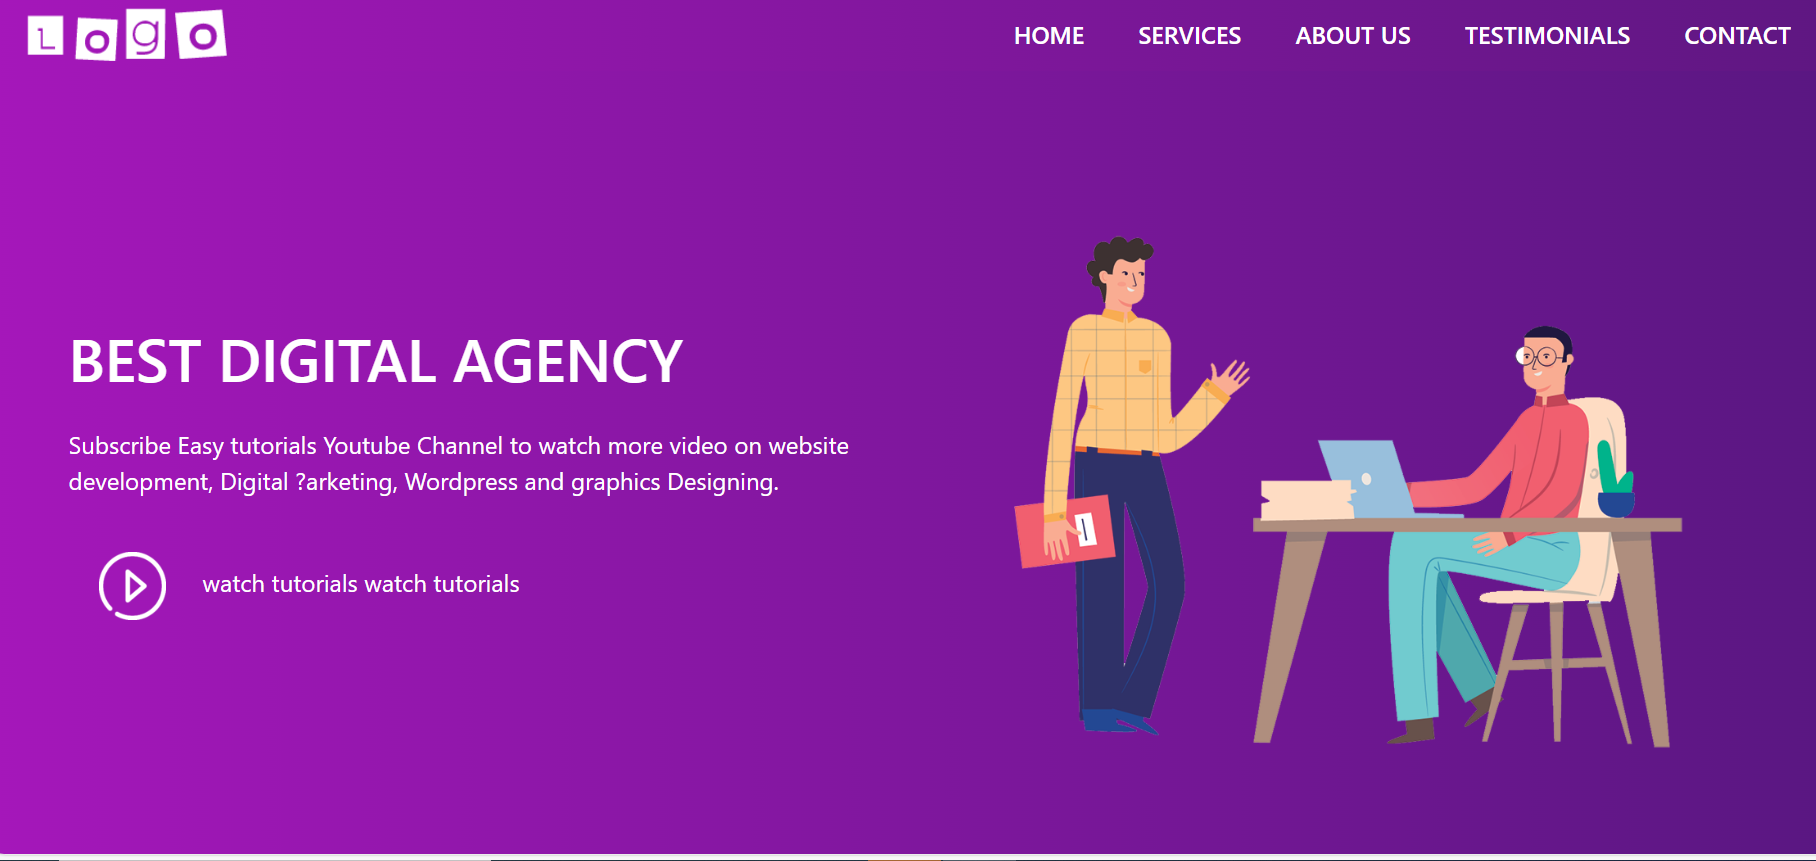 LogO
HOME SERVICES ABOUT US TESTIMONIALS CONTACT
BEST DIGITAL AGENCY
Subscribe Easy tutorials Youtube Channel to watch more video on website
development, Digital ?arketing, Wordpress and graphics Designing.
watch tutorials watch tutorials